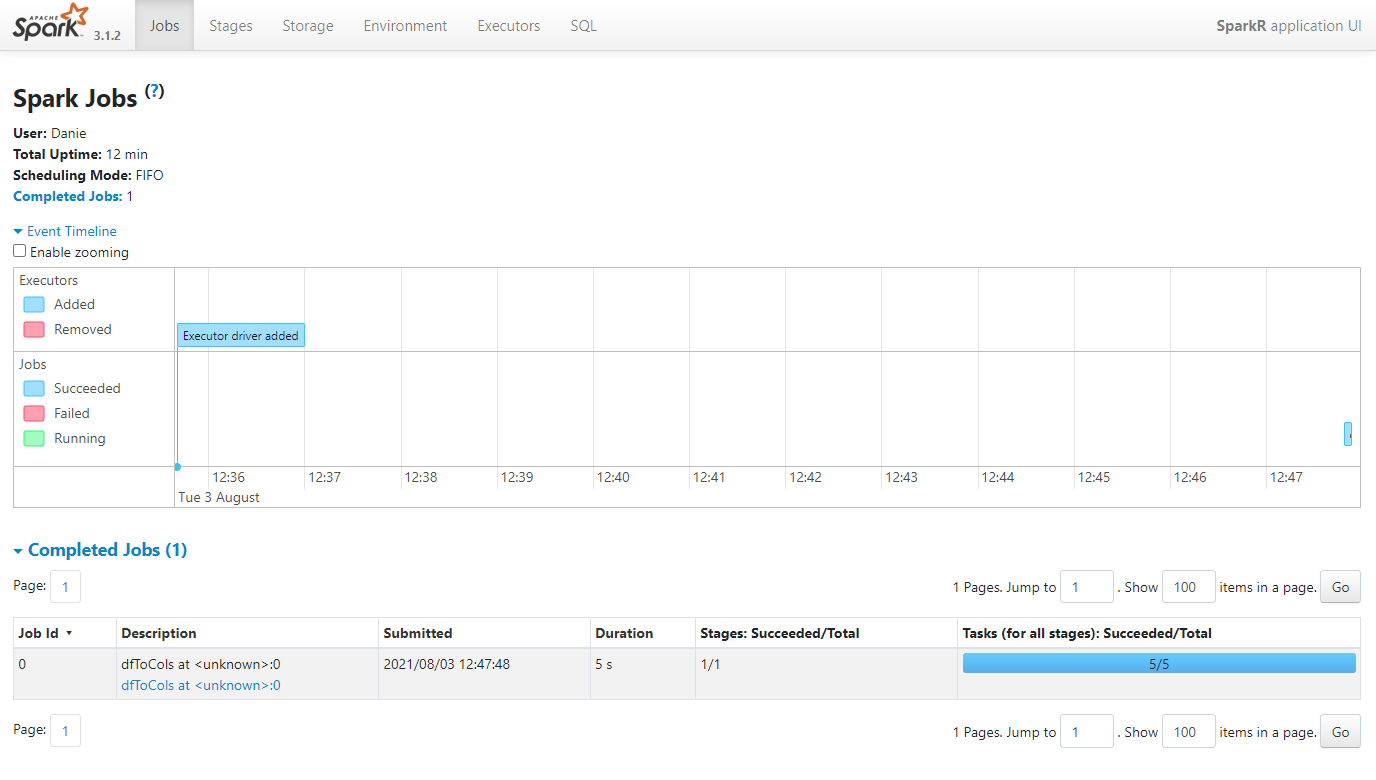 APACHE Spark 3.1.2 Jobs Stages Storage Environment Executors SQL SparkR application UI
Spark Jobs (?)
User: Danie
Total Uptime: 12 min
Scheduling Mode: FIFO
Completed Jobs: 1
Event Timeline
Enable zooming
Executors
Added
Removed
Executor driver added
Jobs
Succeeded
Failed
Running
12:36 12:37 12:38 12:39 12:40 12:41 12:42 12:43 12:44 12:45 12:46 12:47
Tue 3 August
Completed Jobs (1)
Page: 1 1 Pages. Jump to 1 . Show 100 items in a page. Go
Job Id ▾ Description Submitted Duration Stages: Succeeded/Total Tasks (for all stages): Succeeded/Total
0 dfToCols at <unknown>:0 2021/08/03 12:47:48 5 s 1/1 5/5
dfToCols at <unknown>:0
Page: 1 1 Pages. Jump to 1 . Show 100 items in a page. Go